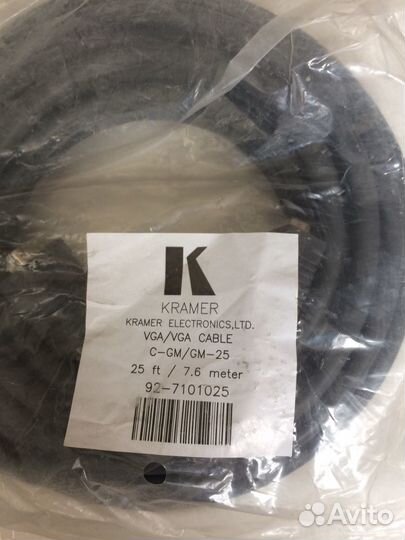 K
KRAMER
KRAMER ELECTRONICS,LTD.
VGA/VGA CABLE
C-GM/GM-25
25 ft / 7.6 meter
92-7101025
Avito